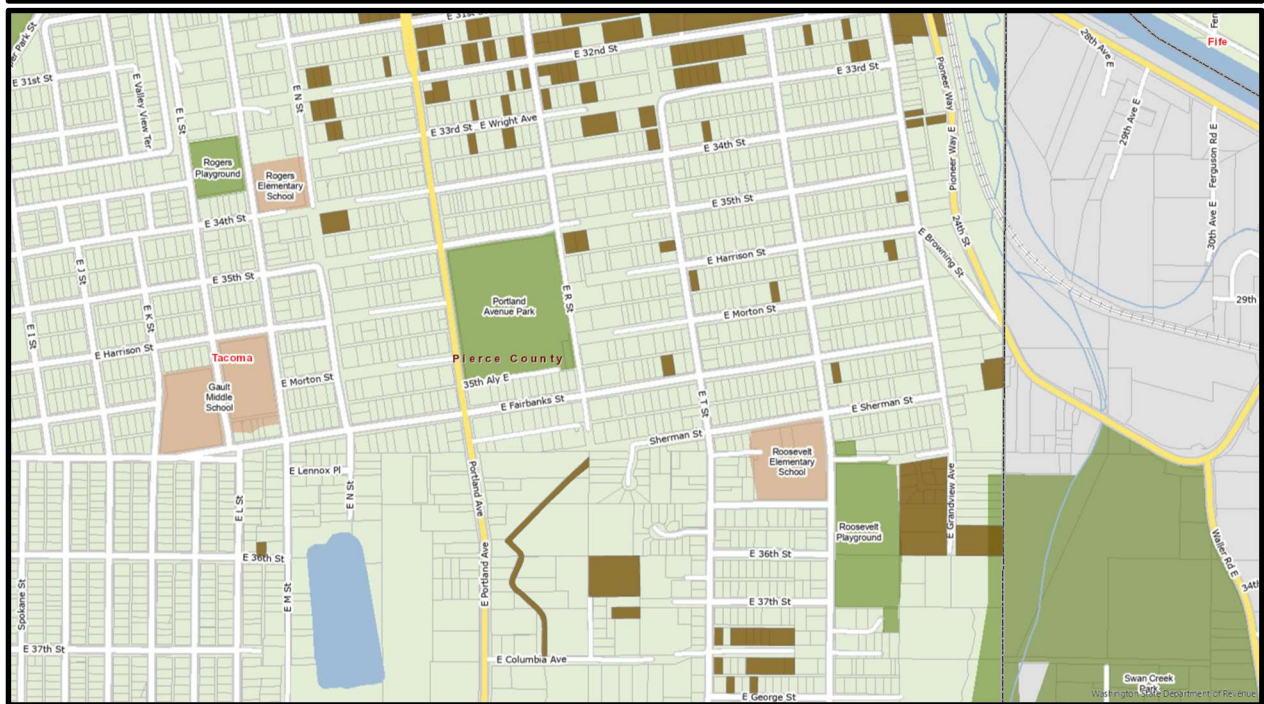 E 31st St
28th Ave E
Fer
Fife
E 32nd St
E 31st St
E Valley View Ter
E L St
E N St
E 33rd St
Pioneer Way
29th Ave E
Ferguson Rd E
E 33rd St
E Wright Ave
E 34th St
Pioneer Way E
Rogers
Playground
Rogers
Elementary
School
E 34th St
E 35th St
24th St
30th Ave E
E Browning St
E J St
E 35th St
E Harrison St
E R St
29th
Portland
Avenue Park
E K St
E I St
E Morton St
E Harrison St
Tacoma
Pierce County
Gault
Middle
School
E Morton St
35th Aly E
E Fairbanks St
E T St
E Sherman St
Sherman St
Roosevelt
Elementary
School
E Lennox Pl
Portland Ave
E N St
E L St
E Grandview Ave
Roosevelt
Playground
Waller Rd E
E 36th St
E 36th St
Spokane St
E M St
E Portland Ave
E 37th St
34th
E 37th St
E Columbia Ave
Swan Creek
Park
E George St
Washington State Department of Revenue